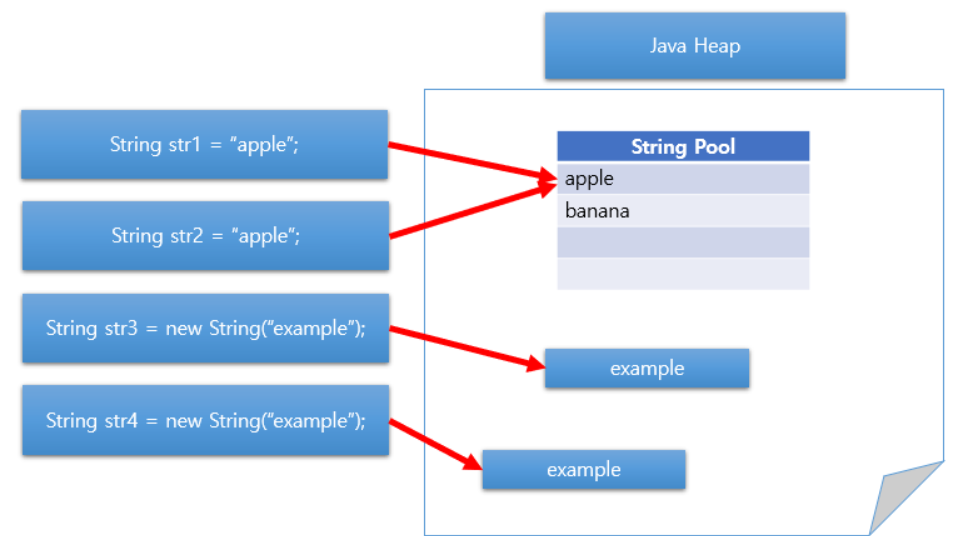 Java Heap
String str1 = “apple”;
String Pool
apple
String str2 = “apple”;
banana
String str3 = new String(“example”);
example
String str4 = new String(“example”);
example